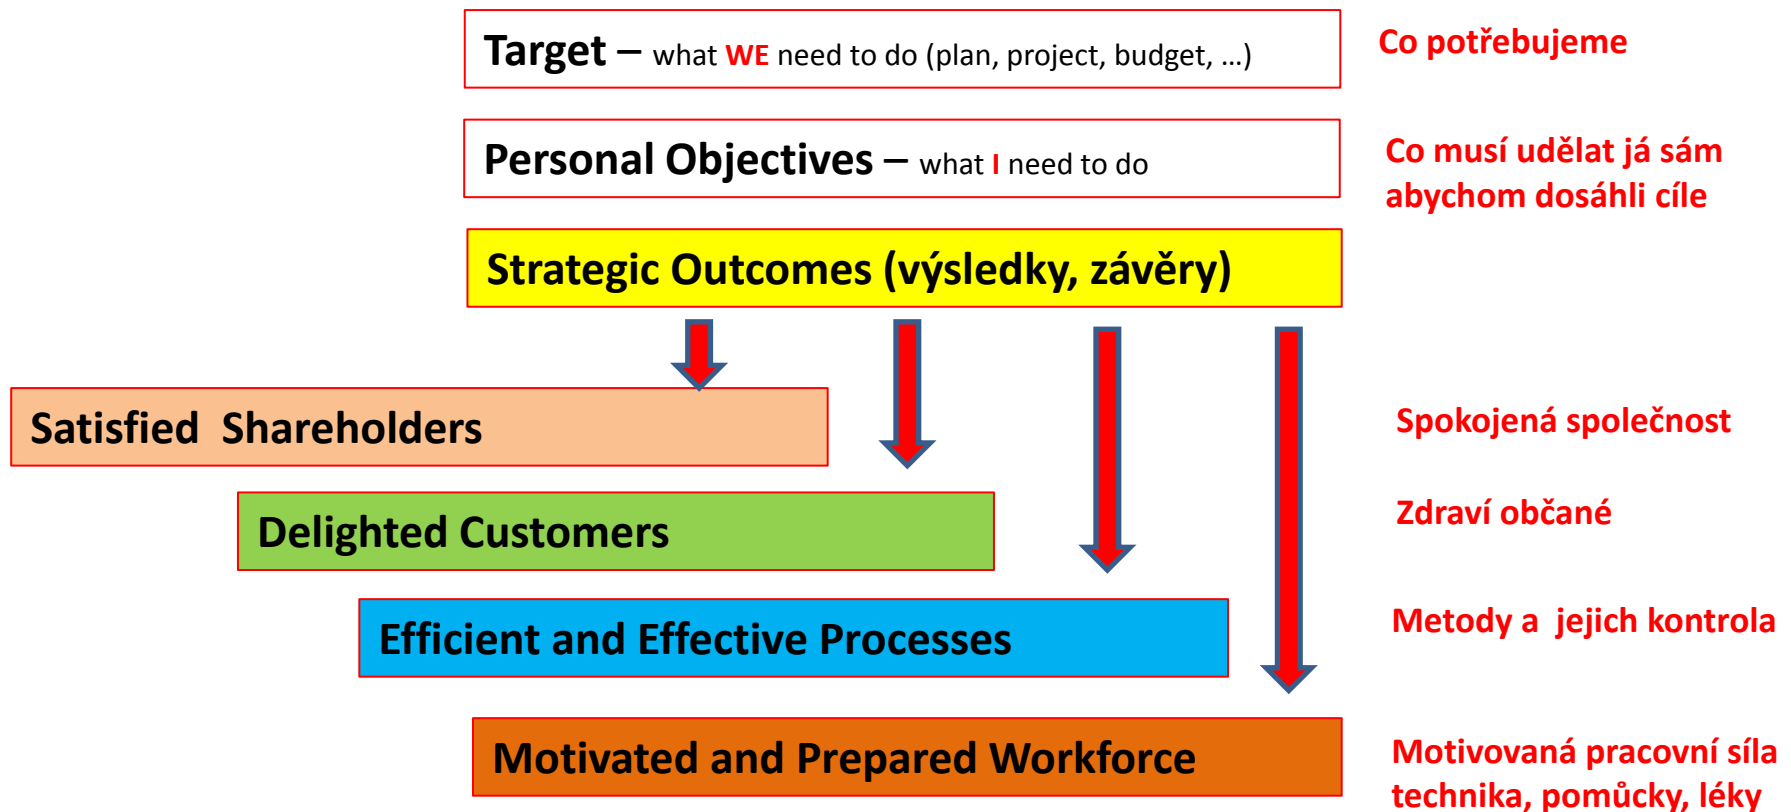 Target – what WE need to do (plan, project, budget, ...)
Co potřebujeme
Personal Objectives – what I need to do
Co musí udělat já sám
abychom dosáhli cíle
Strategic Outcomes (výsledky, závěry)
Satisfied Shareholders
Spokojená společnost
Delighted Customers
Zdraví občané
Efficient and Effective Processes
Metody a jejich kontrola
Motivated and Prepared Workforce
Motivovaná pracovní síla
technika, pomůcky, léky